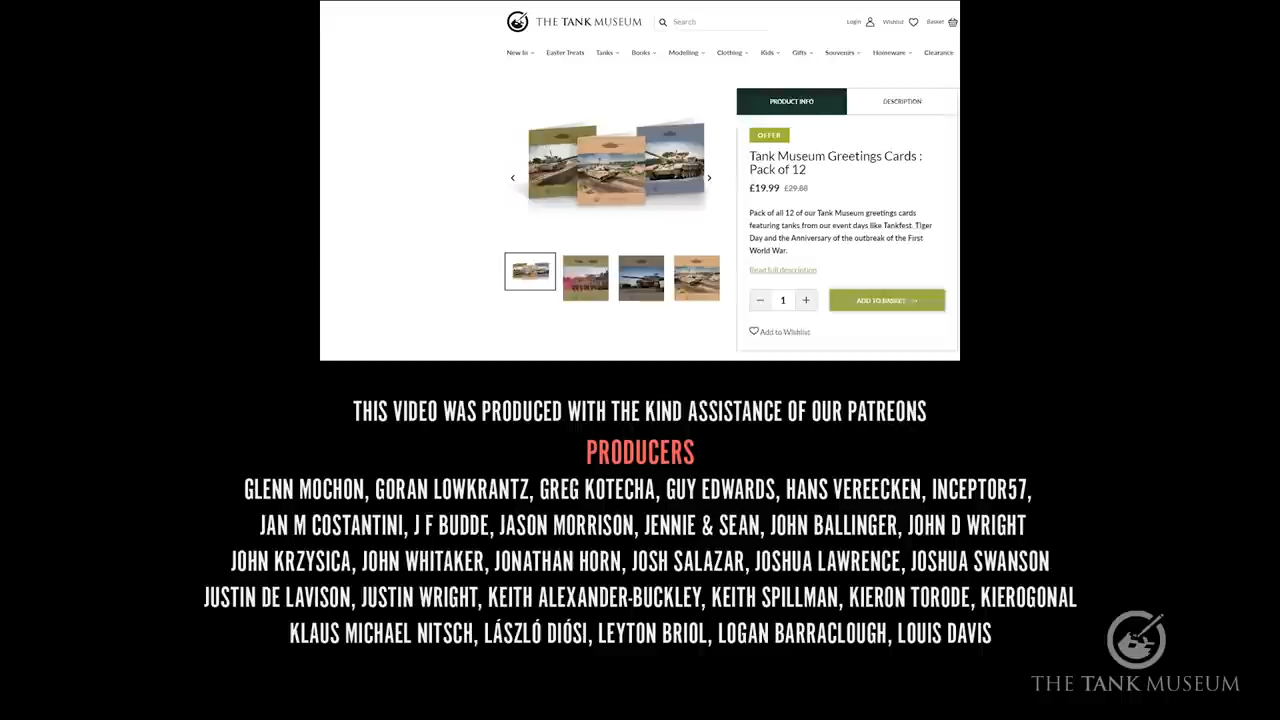 THE TANK MUSEUM
Search
Login
Wishlist
Basket
New In
Easter Treats
Tanks
Books
Modelling
Clothing
Kids
Gifts
Souvenirs
Homeware
Clearance
PRODUCT INFO
DESCRIPTION
OFFER
Tank Museum Greetings Cards :
Pack of 12
£19.99 £29.88
Pack of all 12 of our Tank Museum greetings cards
featuring tanks from our event days like Tankfest, Tiger
Day and the Anniversary of the outbreak of the First
World War.
Read full description
1
ADD TO BASKET
Add to Wishlist
THIS VIDEO WAS PRODUCED WITH THE KIND ASSISTANCE OF OUR PATREONS
PRODUCERS
GLENN MOCHON, GORAN LOWKRANTZ, GREG KOTECHA, GUY EDWARDS, HANS VEREECKEN, INCEPTOR57,
JAN M COSTANTINI, J F BUDDE, JASON MORRISON, JENNIE & SEAN, JOHN BALLINGER, JOHN D WRIGHT
JOHN KRZYSICA, JOHN WHITAKER, JONATHAN HORN, JOSH SALAZAR, JOSHUA LAWRENCE, JOSHUA SWANSON
JUSTIN DE LAVISON, JUSTIN WRIGHT, KEITH ALEXANDER-BUCKLEY, KEITH SPILLMAN, KIERON TORODE, KIEROGONAL
KLAUS MICHAEL NITSCH, LÁSZLÓ DIÓSI, LEYTON BRIOL, LOGAN BARRACLOUGH, LOUIS DAVIS
THE TANK MUSEUM